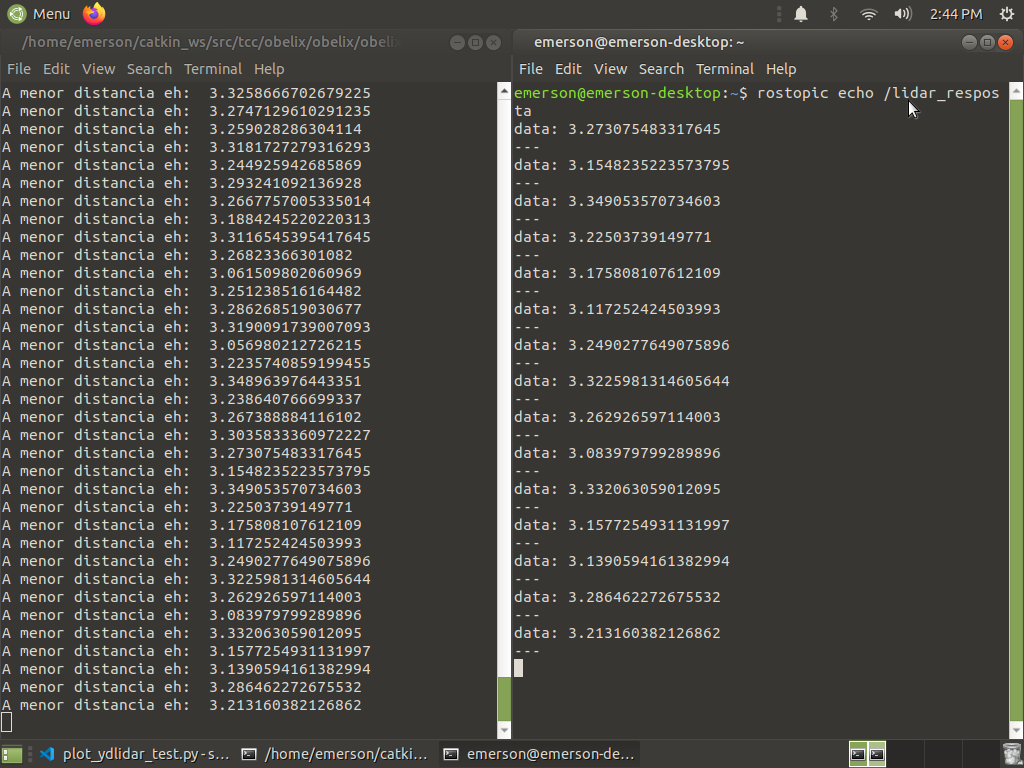 Menu
2:44 PM
/home/emerson/catkin_ws/src/tcc/obelix/obelix/obeli
File Edit View Search Terminal Help
A menor distancia eh:  3.3258666702679225
A menor distancia eh:  3.2747129610291235
A menor distancia eh:  3.259028286304114
A menor distancia eh:  3.3181727279316293
A menor distancia eh:  3.244925942685869
A menor distancia eh:  3.293241092136928
A menor distancia eh:  3.2667757005335014
A menor distancia eh:  3.1884245220220313
A menor distancia eh:  3.3116545395417645
A menor distancia eh:  3.26823366301082
A menor distancia eh:  3.061509802060969
A menor distancia eh:  3.251238516164482
A menor distancia eh:  3.286268519030677
A menor distancia eh:  3.3190091739007093
A menor distancia eh:  3.056980212726215
A menor distancia eh:  3.2235740859199455
A menor distancia eh:  3.348963976443351
A menor distancia eh:  3.238640766699337
A menor distancia eh:  3.267388884116102
A menor distancia eh:  3.3035833360972227
A menor distancia eh:  3.273075483317645
A menor distancia eh:  3.1548235223573795
A menor distancia eh:  3.349053570734603
A menor distancia eh:  3.22503739149771
A menor distancia eh:  3.175808107612109
A menor distancia eh:  3.117252424503993
A menor distancia eh:  3.2490277649075896
A menor distancia eh:  3.3225981314605644
A menor distancia eh:  3.262926597114003
A menor distancia eh:  3.083979799289896
A menor distancia eh:  3.332063059012095
A menor distancia eh:  3.1577254931131997
A menor distancia eh:  3.1390594161382994
A menor distancia eh:  3.286462272675532
A menor distancia eh:  3.213160382126862
emerson@emerson-desktop: ~
File Edit View Search Terminal Help
emerson@emerson-desktop:~$ rostopic echo /lidar_respos
ta
data: 3.273075483317645
---
data: 3.1548235223573795
---
data: 3.349053570734603
---
data: 3.22503739149771
---
data: 3.175808107612109
---
data: 3.117252424503993
---
data: 3.2490277649075896
---
data: 3.3225981314605644
---
data: 3.262926597114003
---
data: 3.083979799289896
---
data: 3.332063059012095
---
data: 3.1577254931131997
---
data: 3.1390594161382994
---
data: 3.286462272675532
---
data: 3.213160382126862
---
plot_ydlidar_test.py - s...
/home/emerson/catki...
emerson@emerson-de...